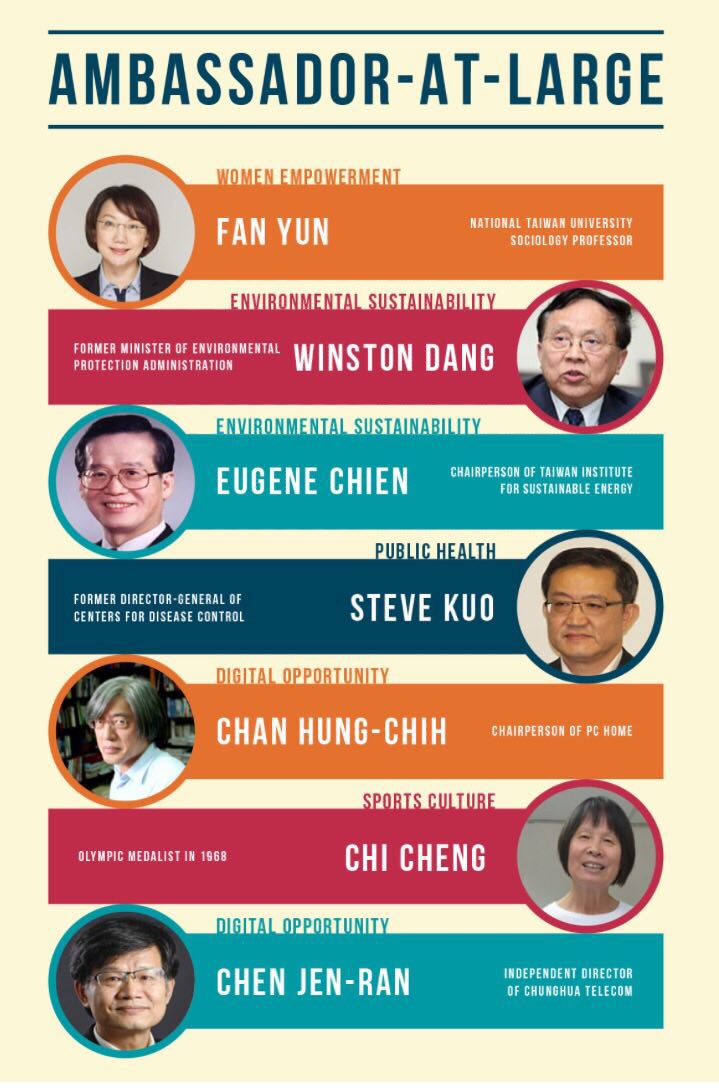 AMBASSADOR-AT-LARGE
WOMEN EMPOWERMENT
FAN YUN
NATIONAL TAIWAN UNIVERSITY
SOCIOLOGY PROFESSOR
ENVIRONMENTAL SUSTAINABILITY
FORMER MINISTER OF ENVIRONMENTAL
PROTECTION ADMINISTRATION
WINSTON DANG
ENVIRONMENTAL SUSTAINABILITY
EUGENE CHIEN
CHAIRPERSON OF TAIWAN INSTITUTE
FOR SUSTAINABLE ENERGY
PUBLIC HEALTH
FORMER DIRECTOR-GENERAL OF
CENTERS FOR DISEASE CONTROL
STEVE KUO
DIGITAL OPPORTUNITY
CHAN HUNG-CHIH
CHAIRPERSON OF PC HOME
SPORTS CULTURE
OLYMPIC MEDALIST IN 1968
CHI CHENG
DIGITAL OPPORTUNITY
CHEN JEN-RAN
INDEPENDENT DIRECTOR
OF CHUNGHUA TELECOM